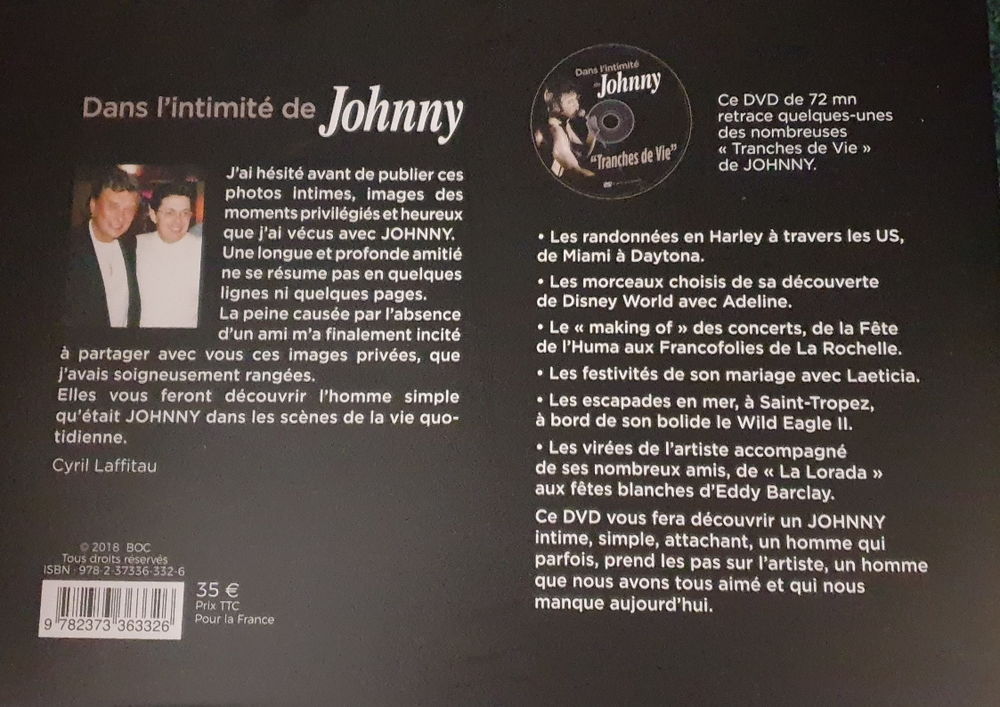 Dans l'intimité de Johnny
J'ai hésité avant de publier ces
photos intimes, images des
moments privilégiés et heureux
que j'ai vécus avec JOHNNY.
Une longue et profonde amitié
ne se résume pas en quelques
lignes ni quelques pages.
La peine causée par l'absence
d'un ami m'a finalement incité
à partager avec vous ces images privées, que
j'avais soigneusement rangées.
Elles vous feront découvrir l'homme simple
qu'était JOHNNY dans les scènes de la vie quo-
tidienne.
Cyril Laffitau
© 2018 BOC
Tous droits réservés
ISBN : 978-2-37336-332-6
9 782373 363326
35 €
Prix TTC
Pour la France
Dans l'intimité
de Johnny
"Tranches de Vie"
Ce DVD de 72 mn
retrace quelques-unes
des nombreuses
« Tranches de Vie »
de JOHNNY.
• Les randonnées en Harley à travers les US,
de Miami à Daytona.
• Les morceaux choisis de sa découverte
de Disney World avec Adeline.
• Le « making of » des concerts, de la Fête
de l'Huma aux Francofolies de La Rochelle.
• Les festivités de son mariage avec Laeticia.
• Les escapades en mer, à Saint-Tropez,
à bord de son bolide le Wild Eagle II.
• Les virées de l'artiste accompagné
de ses nombreux amis, de « La Lorada »
aux fêtes blanches d'Eddy Barclay.
Ce DVD vous fera découvrir un JOHNNY
intime, simple, attachant, un homme qui
parfois, prend les pas sur l'artiste, un homme
que nous avons tous aimé et qui nous
manque aujourd'hui.